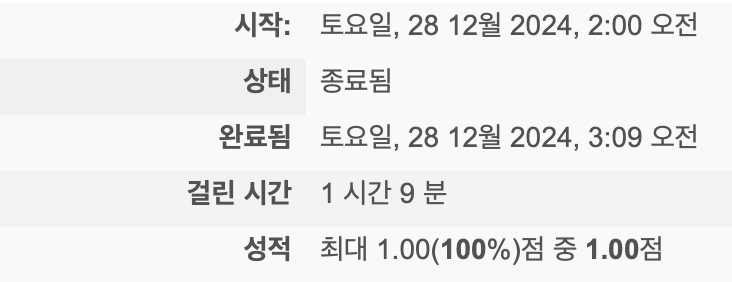 시작: 토요일, 28 12월 2024, 2:00 오전
상태 종료됨
완료됨 토요일, 28 12월 2024, 3:09 오전
걸린 시간 1 시간 9 분
성적 최대 1.00(100%)점 중 1.00점